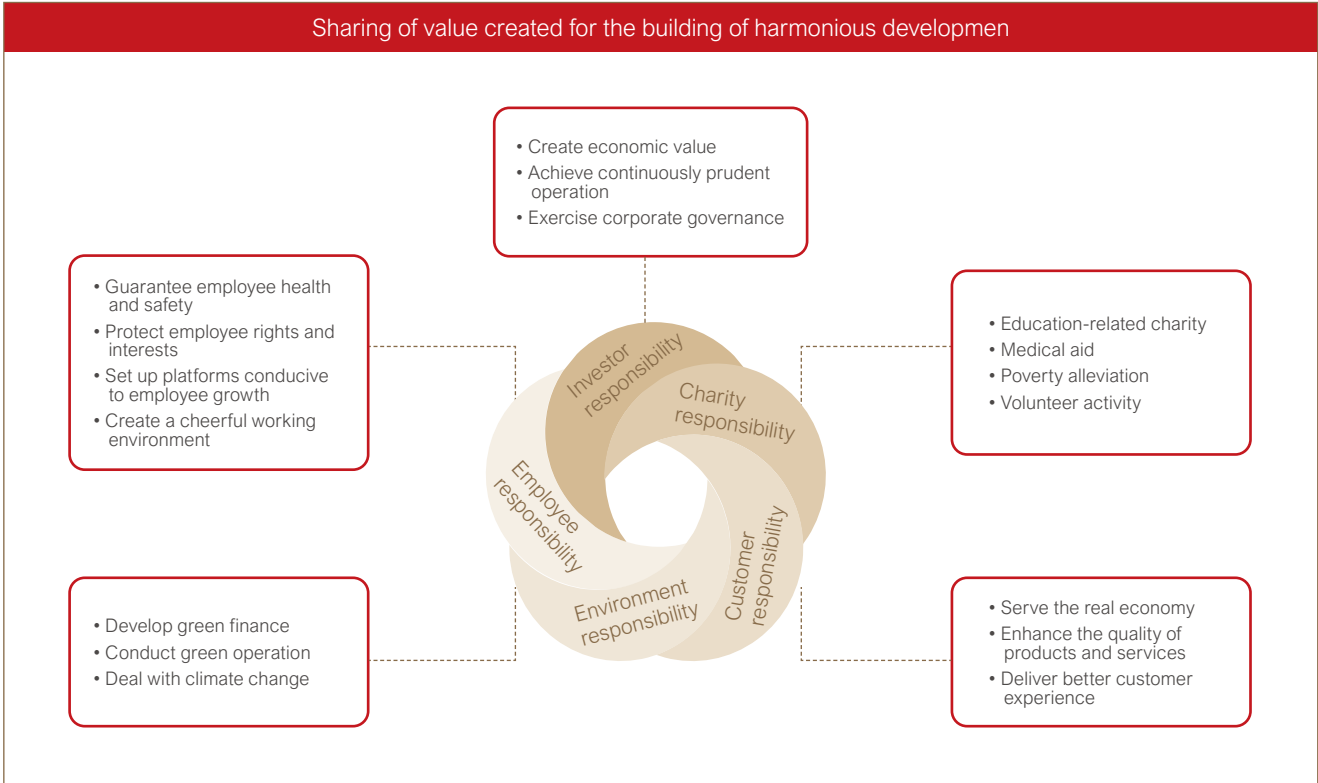 Sharing of value created for the building of harmonious developmen
• Create economic value
• Achieve continuously prudent
operation
• Exercise corporate governance
• Guarantee employee health
and safety
• Protect employee rights and
interests
• Set up platforms conducive
to employee growth
• Create a cheerful working
environment
• Education-related charity
• Medical aid
• Poverty alleviation
• Volunteer activity
Investor
responsibility
Charity
responsibility
Employee
responsibility
Customer
responsibility
Environment
responsibility
• Develop green finance
• Conduct green operation
• Deal with climate change
• Serve the real economy
• Enhance the quality of
products and services
• Deliver better customer
experience